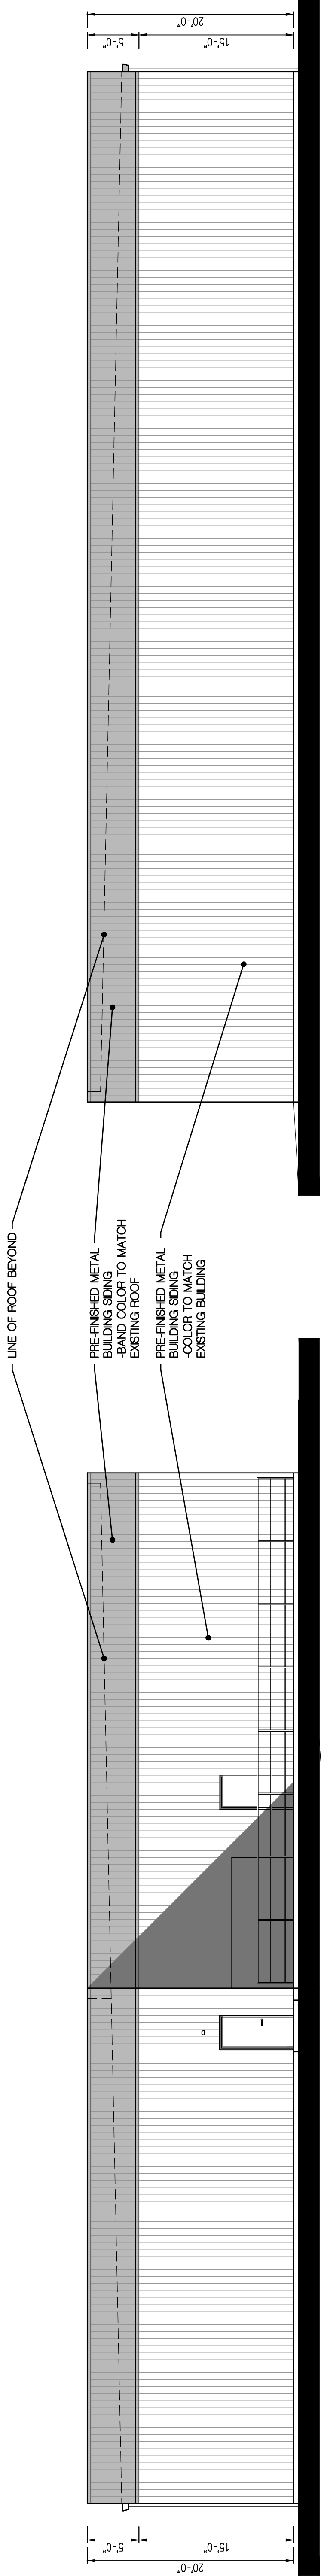 LINE OF ROOF BEYOND
PRE-FINISHED METAL
BUILDING SIDING
-BAND COLOR TO MATCH
EXISTING ROOF
PRE-FINISHED METAL
BUILDING SIDING
-COLOR TO MATCH
EXISTING BUILDING
20'-0"
5'-0"
15'-0"
20'-0"
5'-0"
15'-0"